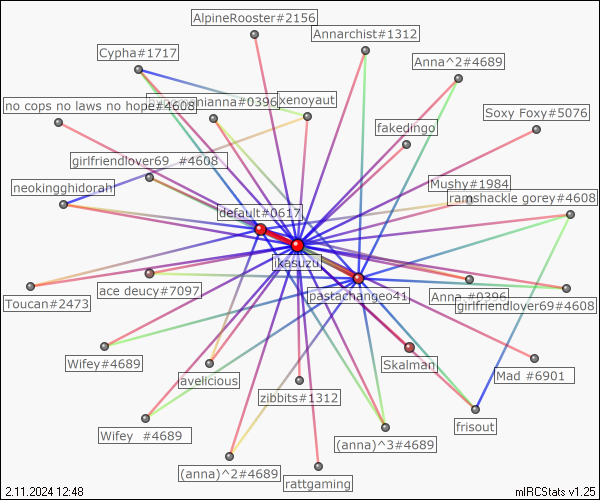 AlpineRooster#2156
Annarchist#1312
Cypha#1717
Anna^2#4689
no cops no laws no hope#4608
nianna#0396
xenoyaut
Soxy Foxy#5076
fakedingo
girlfriendlover69 #4608
neokingghidorah
Mushy#1984
ramshackle gorey#4608
default#0617
ikasuzu
ace deucy#7097
pastachangeo41
Anna #0396
girlfriendlover69#4608
Toucan#2473
Wifey#4689
Skalman
Mad #6901
avelicious
zibbits#1312
frisout
Wifey #4689
(anna)^3#4689
(anna)^2#4689
rattgaming
2.11.2024 12:48
mIRCStats v1.25